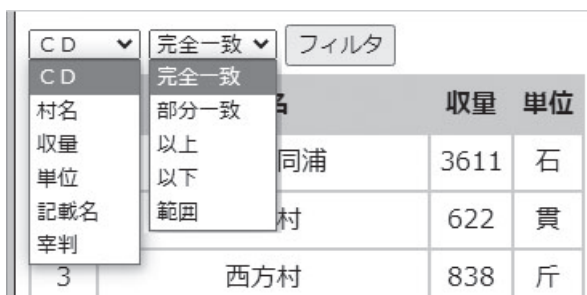 ＣＤ 完全一致 フィルタ
ＣＤ
村名
収量
単位
記載名
宰判
完全一致
部分一致
以上
以下
範囲
名 収量 単位
同浦 3611 石
村 622 貫
3 西方村 838 斤